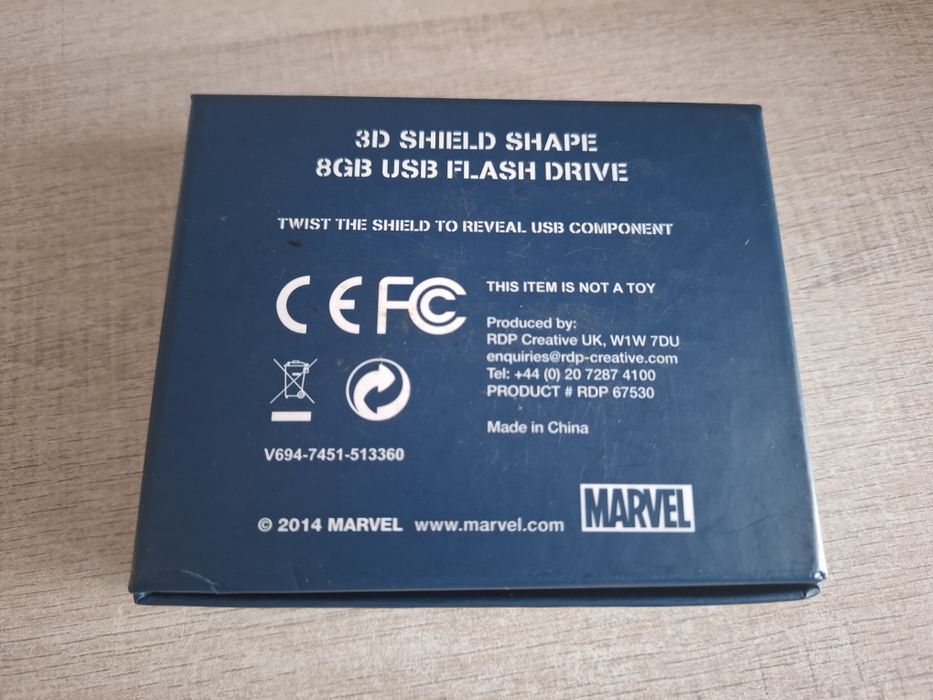 3D SHIELD SHAPE
8GB USB FLASH DRIVE
TWIST THE SHIELD TO REVEAL USB COMPONENT
CE FC
THIS ITEM IS NOT A TOY
Produced by:
RDP Creative UK, W1W 7DU
enquiries@rdp-creative.com
Tel: +44 (0) 20 7287 4100
PRODUCT # RDP 67530
Made in China
V694-7451-513360
© 2014 MARVEL www.marvel.com
MARVEL